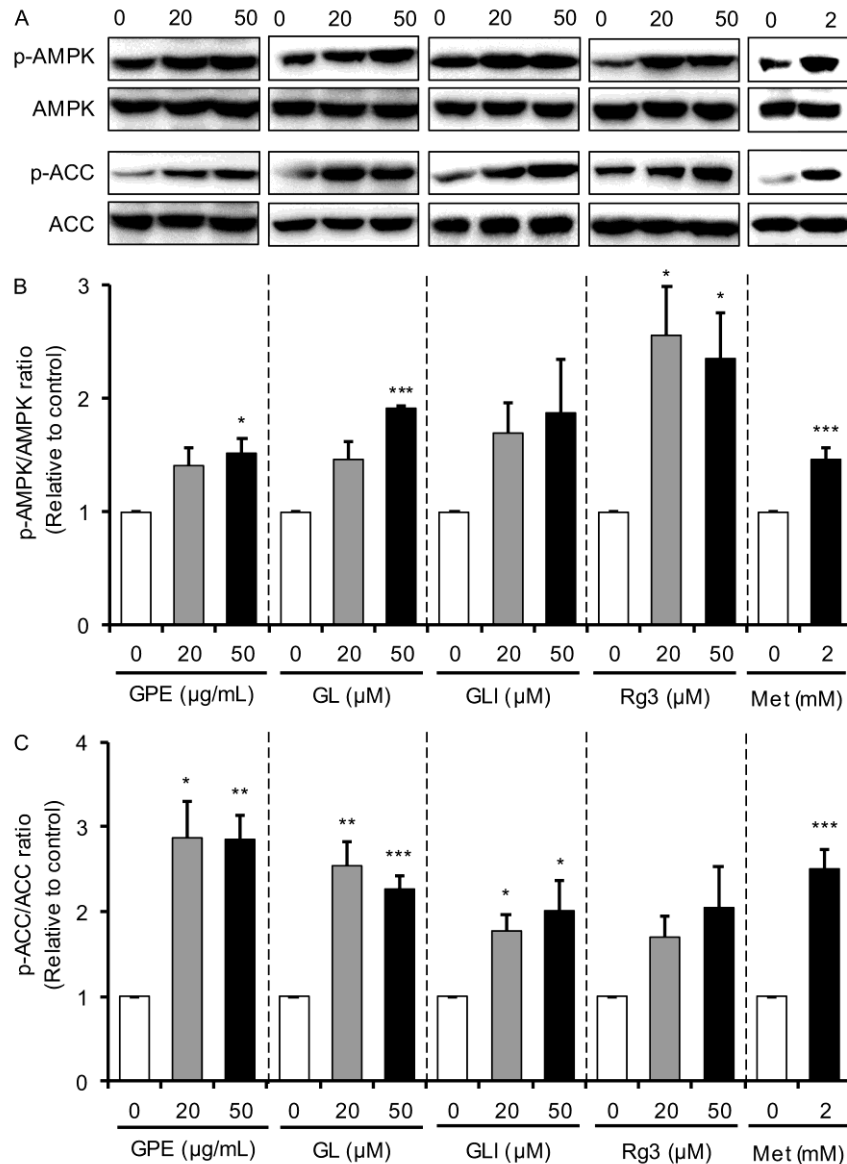 A 0 20 50 0 20 50 0 20 50 0 20 50 0 2
p-AMPK
AMPK
p-ACC
ACC
B
p-AMPK/AMPK ratio
(Relative to control)
3
2
1
0
* *** * * ***
0 20 50 0 20 50 0 20 50 0 20 50 0 2
GPE (µg/mL) GL (µM) GLI (µM) Rg3 (µM) Met (mM)
C
p-ACC/ACC ratio
(Relative to control)
4
3
2
1
0
* ** ** *** * * ***
0 20 50 0 20 50 0 20 50 0 20 50 0 2
GPE (µg/mL) GL (µM) GLI (µM) Rg3 (µM) Met (mM)